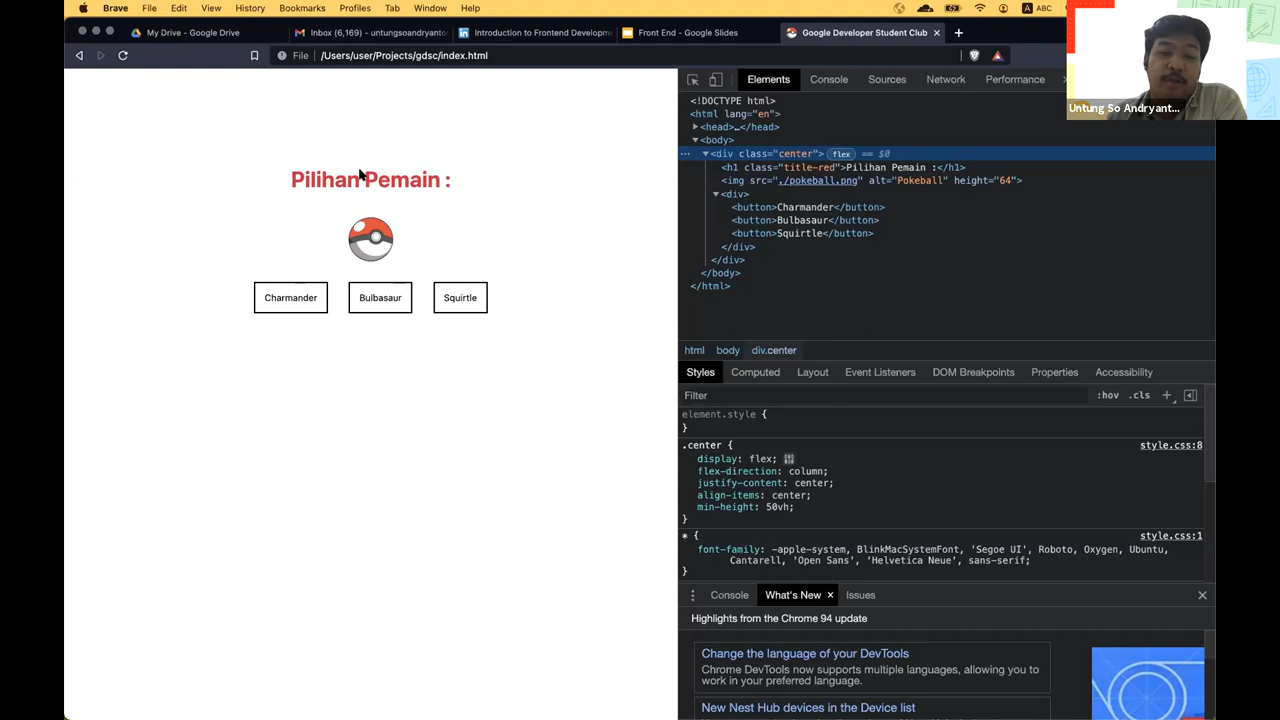 Brave File Edit View History Bookmarks Profiles Tab Window Help A ABC
My Drive - Google Drive Inbox (6,169) - untungsoandryanto Introduction to Frontend Developm Front End - Google Slides Google Developer Student Club × +
File /Users/user/Projects/gdsc/index.html
Untung So Andryant...
Pilihan Pemain :
Charmander Bulbasaur Squirtle
Elements Console Sources Network Performance
<!DOCTYPE html>
<html lang="en">
<head>…</head>
<body>
<div class="center"> flex == $0
<h1 class="title-red">Pilihan Pemain :</h1>
<img src="./pokeball.png" alt="Pokeball" height="64">
<div>
<button>Charmander</button>
<button>Bulbasaur</button>
<button>Squirtle</button>
</div>
</div>
</body>
</html>
html body div.center
Styles Computed Layout Event Listeners DOM Breakpoints Properties Accessibility
Filter :hov .cls +
element.style {
}
.center { style.css:8
display: flex;
flex-direction: column;
justify-content: center;
align-items: center;
min-height: 50vh;
}
* { style.css:1
font-family: -apple-system, BlinkMacSystemFont, 'Segoe UI', Roboto, Oxygen, Ubuntu,
Cantarell, 'Open Sans', 'Helvetica Neue', sans-serif;
}
Console What's New × Issues
Highlights from the Chrome 94 update
Change the language of your DevTools
Chrome DevTools now supports multiple languages, allowing you to
work in your preferred language.
New Nest Hub devices in the Device list